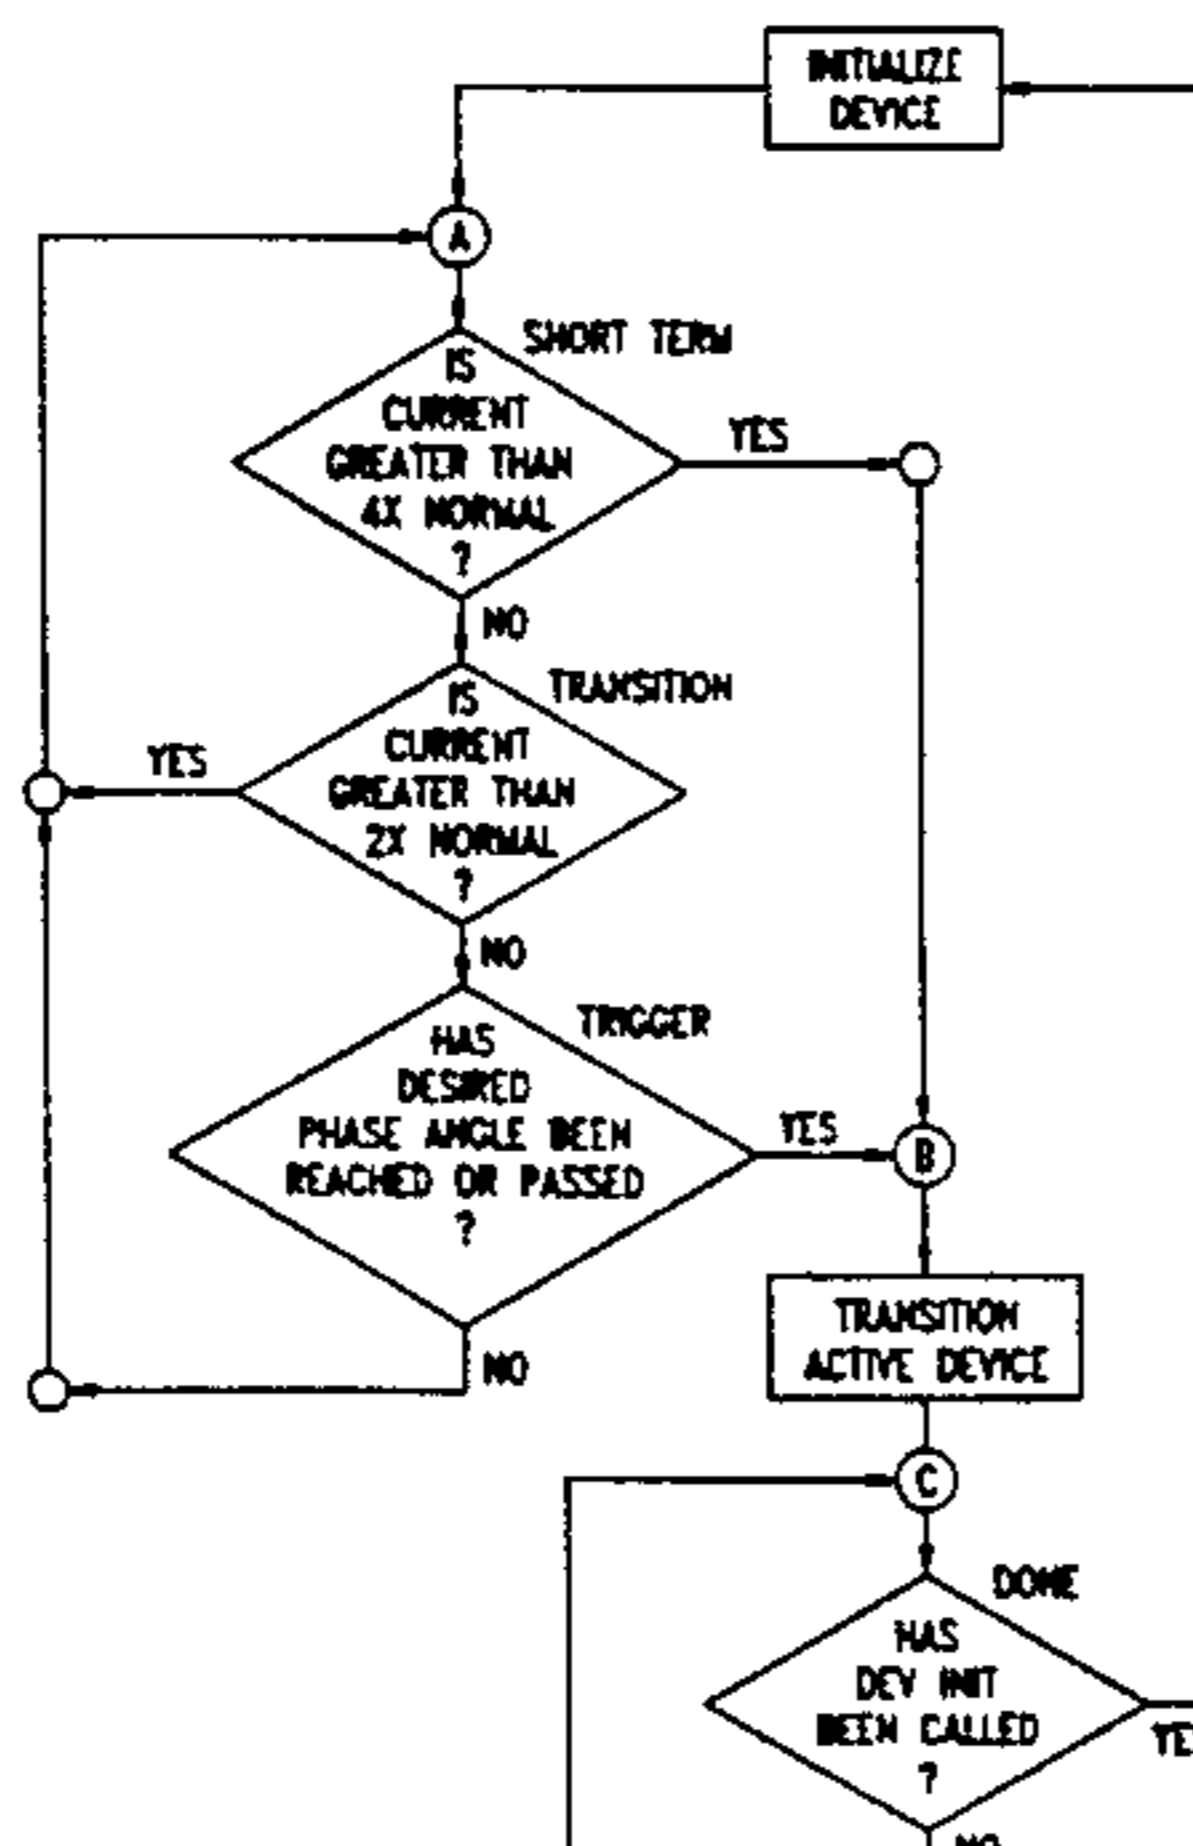 INITIALIZE
DEVICE
A
SHORT TERM
IS
CURRENT
GREATER THAN
4X NORMAL
?
YES
NO
TRANSITION
IS
CURRENT
GREATER THAN
2X NORMAL
?
YES
NO
TRIGGER
HAS
DESIRED
PHASE ANGLE BEEN
REACHED OR PASSED
?
YES
B
NO
TRANSITION
ACTIVE DEVICE
C
DONE
HAS
DEV INIT
BEEN CALLED
?